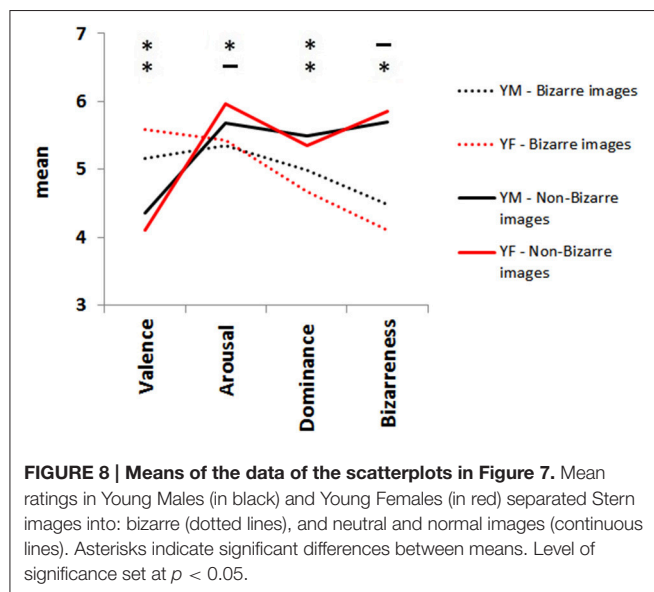 7
6
5
4
3
mean
* * * –
* – * *
Valence
Arousal
Dominance
Bizarreness
YM - Bizarre images
YF - Bizarre images
YM - Non-Bizarre
images
YF - Non-Bizarre
images
FIGURE 8 | Means of the data of the scatterplots in Figure 7. Mean
ratings in Young Males (in black) and Young Females (in red) separated Stern
images into: bizarre (dotted lines), and neutral and normal images (continuous
lines). Asterisks indicate significant differences between means. Level of
significance set at p < 0.05.